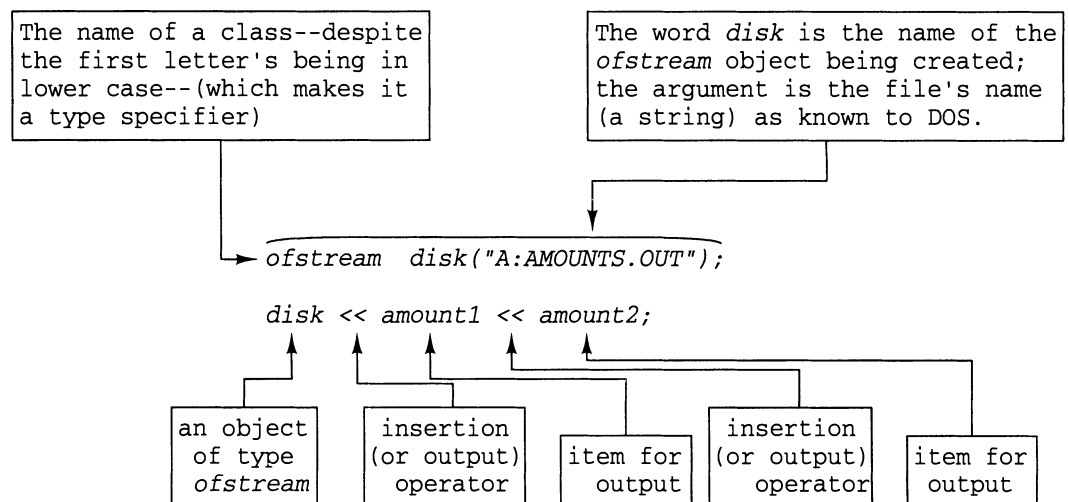 The name of a class--despite
the first letter's being in
lower case--(which makes it
a type specifier)
The word disk is the name of the
ofstream object being created;
the argument is the file's name
(a string) as known to DOS.
ofstream disk("A:AMOUNTS.OUT");
disk << amount1 << amount2;
an object
of type
ofstream
insertion
(or output)
operator
item for
output
insertion
(or output)
operator
item for
output